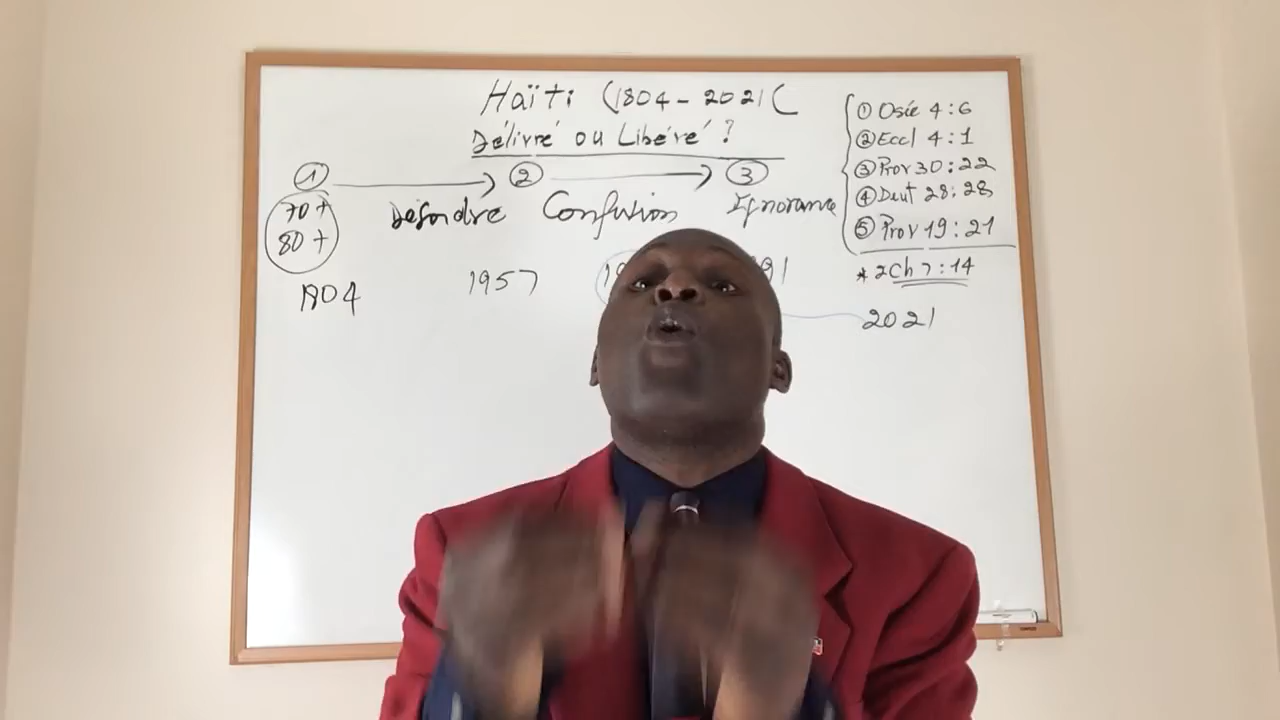 Haïti (1804 - 2021 (
Délivré ou Libéré ?
① ② ③
70 +
80 +
Désordre Confusion Ignorance
1804 1957 19 91
2021
① Osée 4 : 6
② Eccl 4 : 1
③ Prov 30 : 22
④ Deut 28 : 28
⑤ Prov 19 : 21
* 2Ch 7 : 14